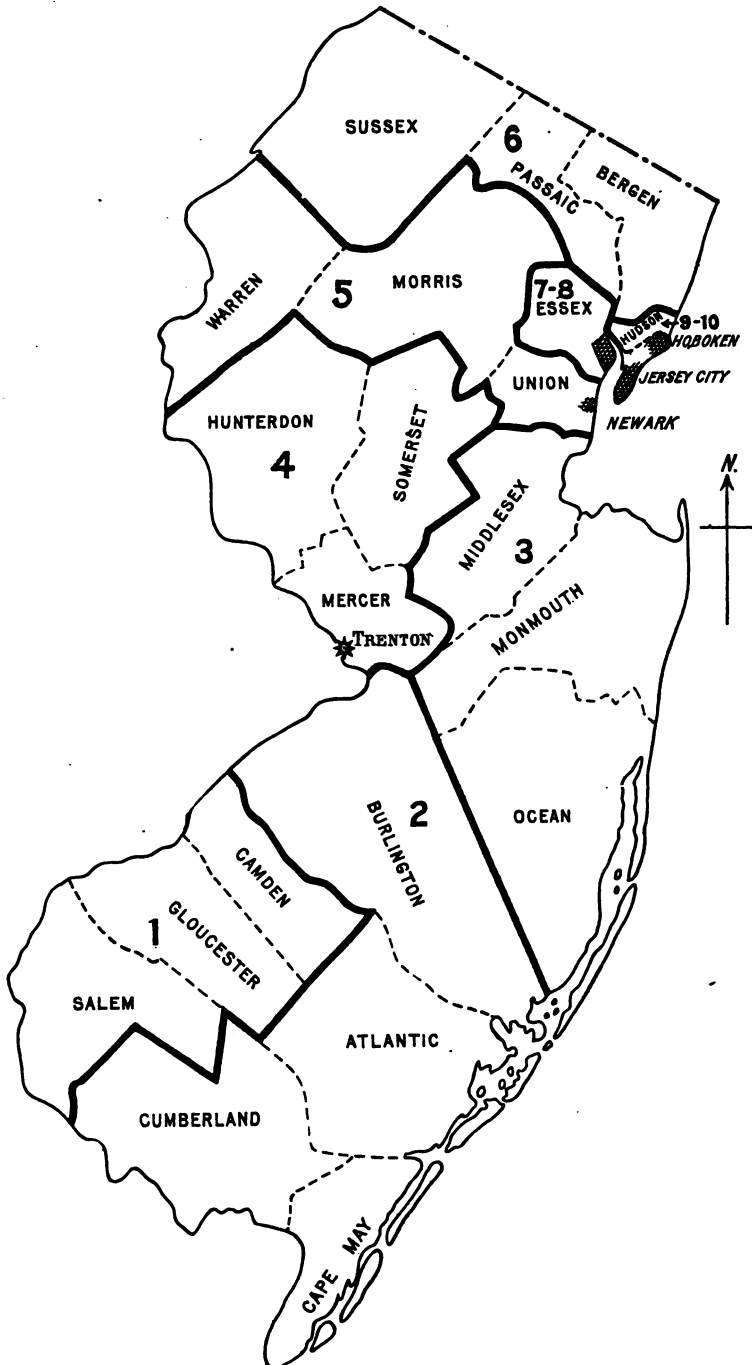 SUSSEX
6
PASSAIC
BERGEN
WARREN
5
MORRIS
7-8
ESSEX
HUDSON
9-10
HOBOKEN
JERSEY CITY
UNION
NEWARK
HUNTERDON
4
SOMERSET
N.
MIDDLESEX
3
MERCER
TRENTON
MONMOUTH
2
BURLINGTON
OCEAN
CAMDEN
1
GLOUCESTER
SALEM
ATLANTIC
CUMBERLAND
CAPE MAY